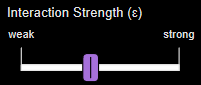 Interaction Strength (ε)
weak strong